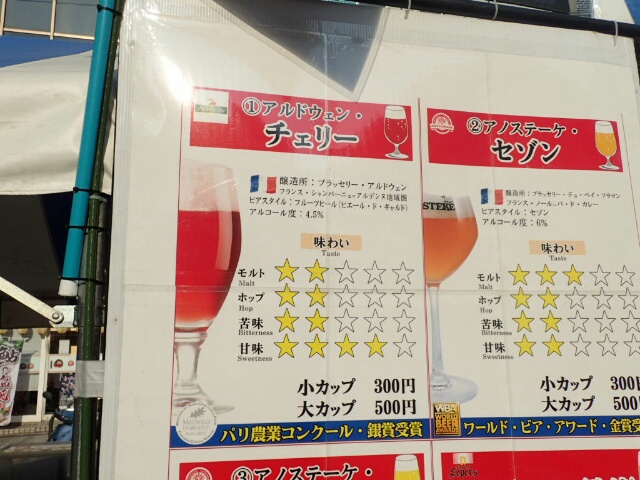 ①アルドウェン・
チェリー
醸造所：ブラッセリー・アルドウェン
フランス・シャンパーニュ=アルデンヌ地域圏
ビアスタイル：フルーツビール(ビエール・ド・ギャルド)
アルコール度：4.5%
味わい
Taste
モルト ★★☆☆☆
Malt
ホップ ★★☆☆☆
Hop
苦味 ★★☆☆☆
Bitterness
甘味 ★★★★☆
Sweetness
小カップ 300円
大カップ 500円
パリ農業コンクール・銀賞受賞
②アノステーケ・
セゾン
STEKE
醸造所：ブラッセリー・デュ・ペイ・フラマン
フランス・ノール=パ・ド・カレー
ビアスタイル：セゾン
アルコール度：6%
味わい
Taste
モルト ★★★☆☆
Malt
ホップ ★★☆☆☆
Hop
苦味 ★★☆☆☆
Bitterness
甘味 ★★☆☆☆
Sweetness
小カップ 300円
大カップ 500
WBA
WORLD
BEER
AWARDS
ワールド・ビア・アワード・金賞受
③アノステーケ・